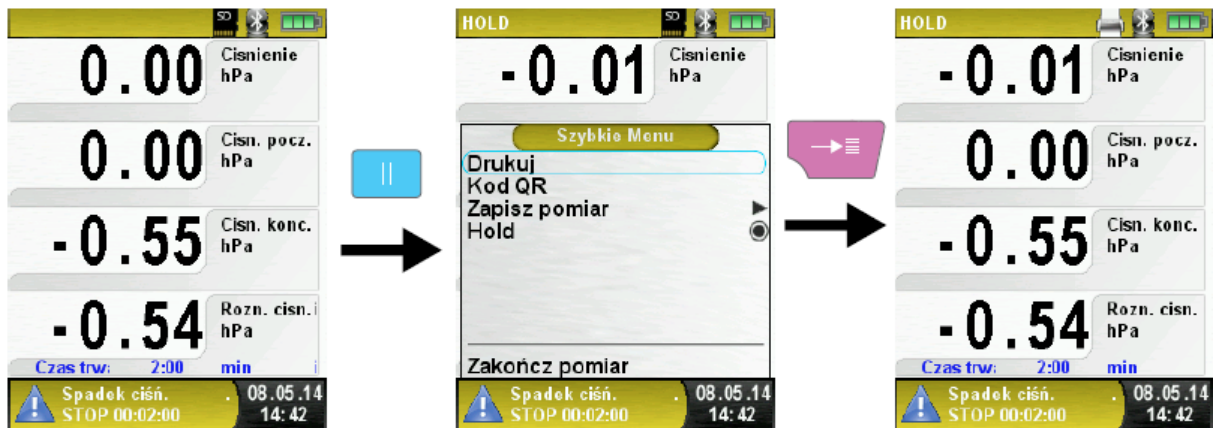 SD
0.00
Cisnienie
hPa
0.00
Cisn. pocz.
hPa
-0.55
Cisn. konc.
hPa
-0.54
Rozn. cisn.i
hPa
Czas trw: 2:00 min i
Spadek ciśń. .
STOP 00:02:00
08.05.14
14:42
HOLD
SD
-0.01
Cisnienie
hPa
Szybkie Menu
Drukuj
Kod QR
Zapisz pomiar
Hold
Zakończ pomiar
Spadek ciśń. .
STOP 00:02:00
08.05.14
14:42
HOLD
-0.01
Cisnienie
hPa
0.00
Cisn. pocz.
hPa
-0.55
Cisn. konc.
hPa
-0.54
Rozn. cisn.
hPa
Czas trw: 2:00 min
Spadek ciśń. .
STOP 00:02:00
08.05.14
14:42